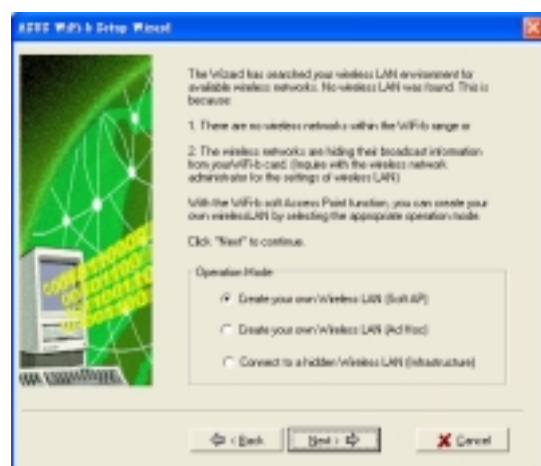 ASUS WiFi-b Setup Wizard
The Wizard has searched your wireless LAN environment for
available wireless networks. No wireless LAN was found. This is
because:
1. There are no wireless networks within the WiFi-b range or
2. The wireless networks are hiding their broadcast information
from your WiFi-b card. (Inquire with the wireless network
administrator for the settings of wireless LAN)
With the WiFi-b soft Access Point function, you can create your
own wireless LAN by selecting the appropriate operation mode.
Click "Next" to continue.
Operation Mode
Create your own Wireless LAN (Soft AP)
Create your own Wireless LAN (Ad Hoc)
Connect to a hidden Wireless LAN (Infrastructure)
< Back
Next >
Cancel